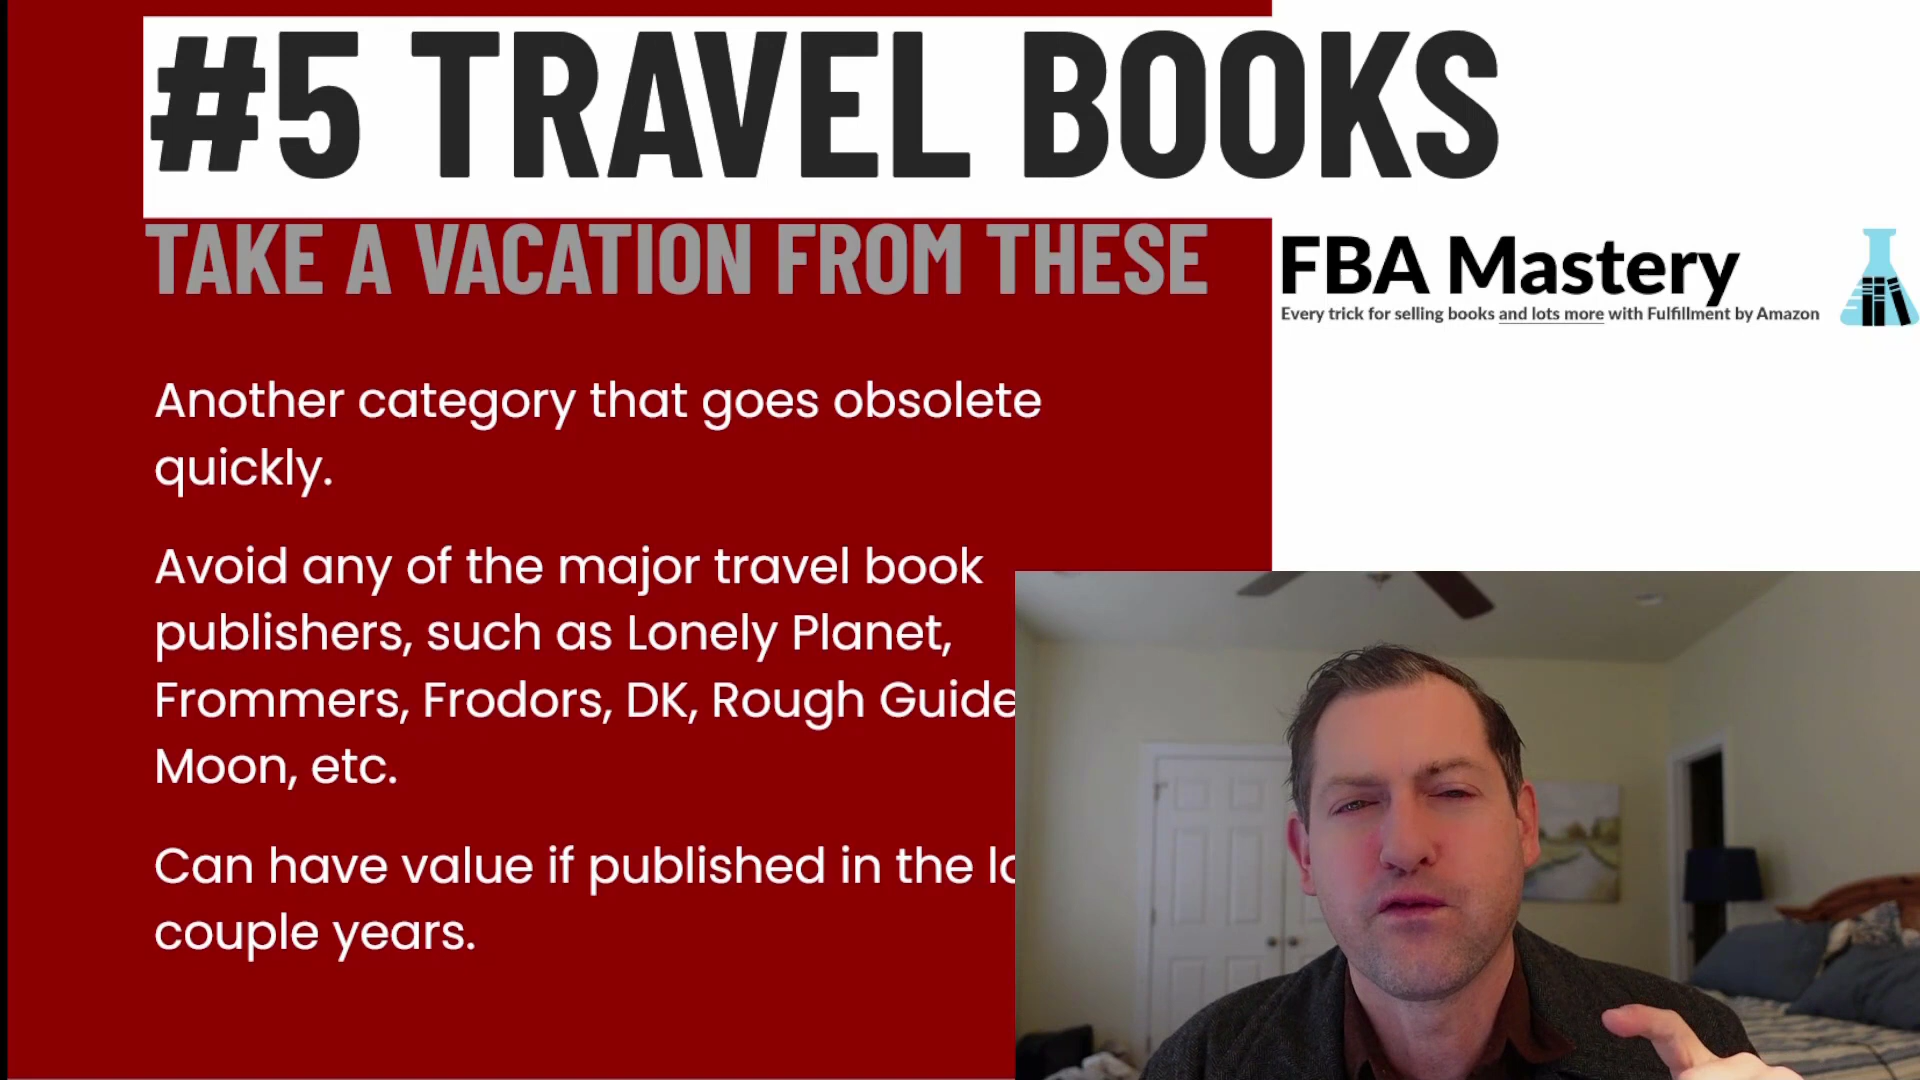 #5 TRAVEL BOOKS
TAKE A VACATION FROM THESE
FBA Mastery
Every trick for selling books and lots more with Fulfillment by Amazon
Another category that goes obsolete
quickly.
Avoid any of the major travel book
publishers, such as Lonely Planet,
Frommers, Frodors, DK, Rough Guide
Moon, etc.
Can have value if published in the
couple years.